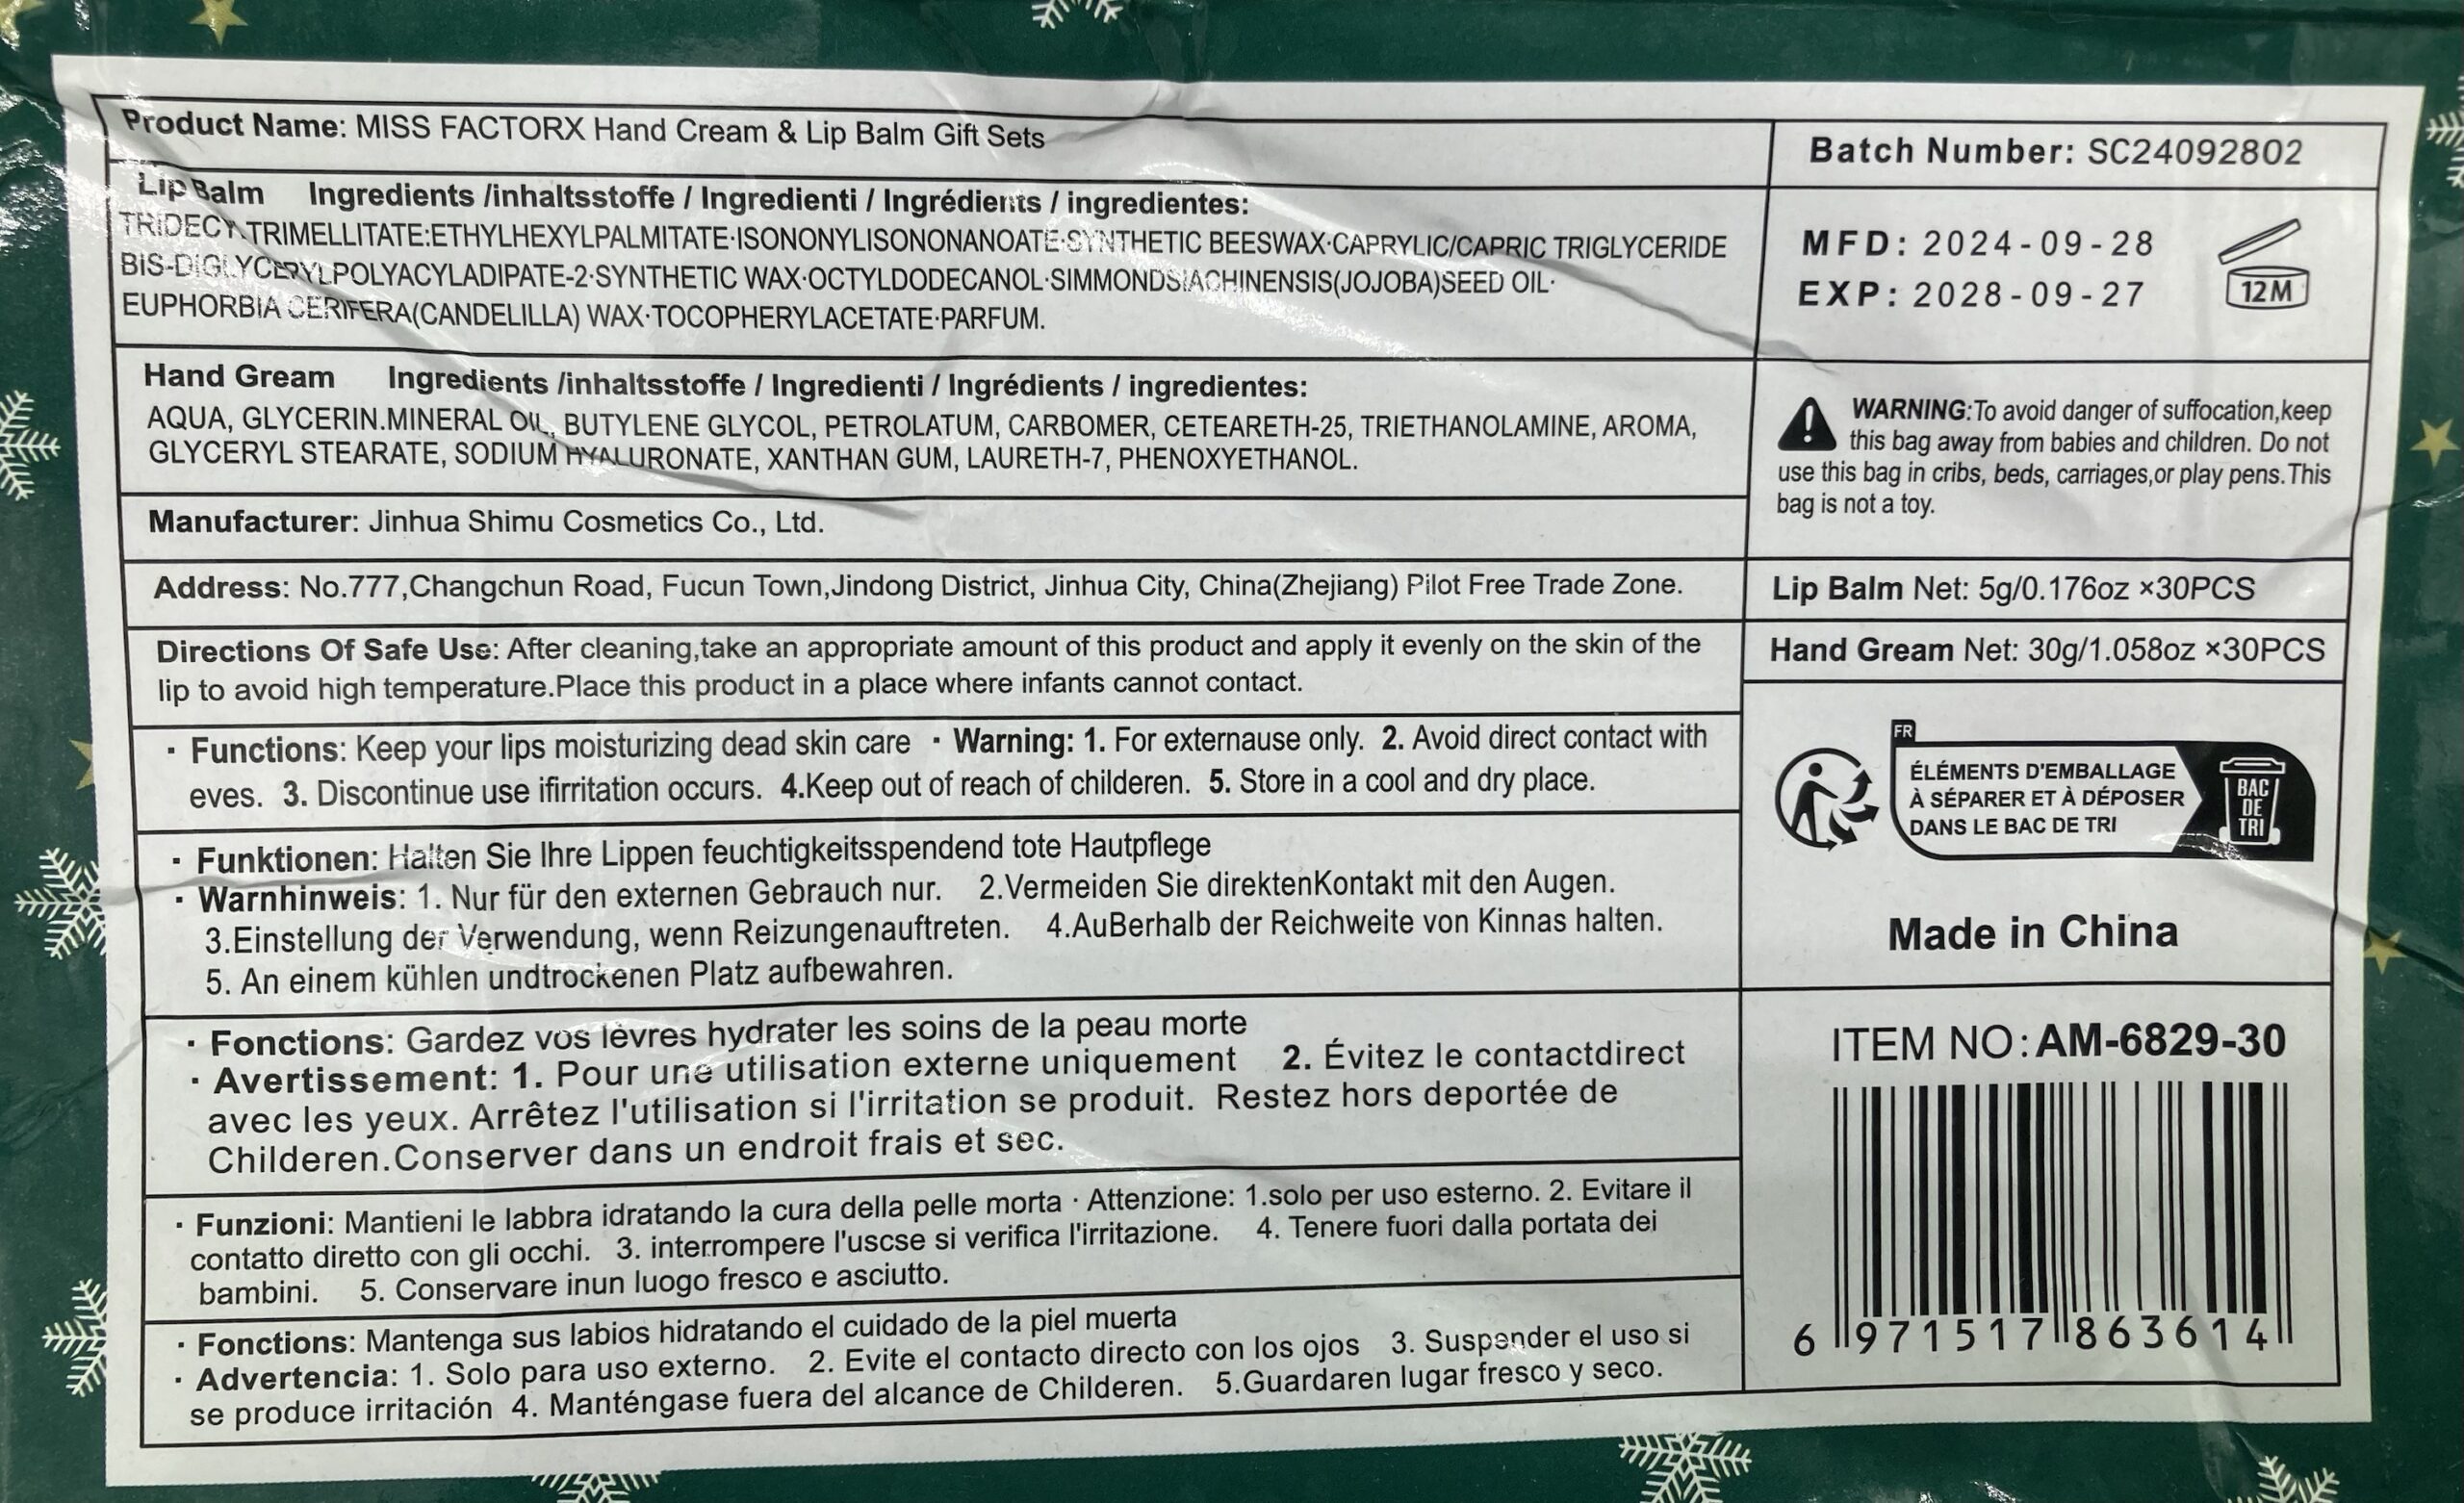 Product Name: MISS FACTORX Hand Cream & Lip Balm Gift Sets
Lip Balm Ingredients /inhaltsstoffe / Ingredienti / Ingrédients / ingredientes:
TRIMELLITATE:ETHYLHEXYLPALMITATE·ISONONYLISONONANOATE·SYNTHETIC BEESWAX·CAPRYLIC/CAPRIC TRIGLYCERIDE
BIS-DIGLYCERYLPOLYACYLADIPATE-2·SYNTHETIC WAX·OCTYLDODECANOL·SIMMONDSIACHINENSIS(JOJOBA)SEED OIL·
EUPHORBIA CERIFERA(CANDELILLA) WAX·TOCOPHERYLACETATE·PARFUM.
Hand Gream Ingredients /inhaltsstoffe / Ingredienti / Ingrédients / ingredientes:
AQUA, GLYCERIN.MINERAL OIL, BUTYLENE GLYCOL, PETROLATUM, CARBOMER, CETEARETH-25, TRIETHANOLAMINE, AROMA,
GLYCERYL STEARATE, SODIUM HYALURONATE, XANTHAN GUM, LAURETH-7, PHENOXYETHANOL.
Manufacturer: Jinhua Shimu Cosmetics Co., Ltd.
Address: No.777,Changchun Road, Fucun Town,Jindong District, Jinhua City, China(Zhejiang) Pilot Free Trade Zone.
Directions Of Safe Use: After cleaning,take an appropriate amount of this product and apply it evenly on the skin of the
lip to avoid high temperature.Place this product in a place where infants cannot contact.
· Functions: Keep your lips moisturizing dead skin care · Warning: 1. For externause only. 2. Avoid direct contact with
eves. 3. Discontinue use ifirritation occurs. 4.Keep out of reach of childeren. 5. Store in a cool and dry place.
· Funktionen: Halten Sie Ihre Lippen feuchtigkeitsspendend tote Hautpflege
· Warnhinweis: 1. Nur für den externen Gebrauch nur. 2.Vermeiden Sie direktenKontakt mit den Augen.
3.Einstellung der Verwendung, wenn Reizungenauftreten. 4.AuBerhalb der Reichweite von Kinnas halten.
5. An einem kühlen undtrockenen Platz aufbewahren.
· Fonctions: Gardez vos lèvres hydrater les soins de la peau morte
· Avertissement: 1. Pour une utilisation externe uniquement 2. Évitez le contactdirect
avec les yeux. Arrêtez l'utilisation si l'irritation se produit. Restez hors deportée de
Childeren.Conserver dans un endroit frais et sec.
· Funzioni: Mantieni le labbra idratando la cura della pelle morta · Attenzione: 1.solo per uso esterno. 2. Evitare il
contatto diretto con gli occhi. 3. interrompere l'uscse si verifica l'irritazione. 4. Tenere fuori dalla portata dei
bambini. 5. Conservare inun luogo fresco e asciutto.
· Fonctions: Mantenga sus labios hidratando el cuidado de la piel muerta
· Advertencia: 1. Solo para uso externo. 2. Evite el contacto directo con los ojos 3. Suspender el uso si
se produce irritación 4. Manténgase fuera del alcance de Childeren. 5.Guardaren lugar fresco y seco.
Batch Number: SC24092802
MFD: 2024-09-28
EXP: 2028-09-27
12M
WARNING:To avoid danger of suffocation,keep
this bag away from babies and children. Do not
use this bag in cribs, beds, carriages,or play pens.This
bag is not a toy.
Lip Balm Net: 5g/0.176oz ×30PCS
Hand Gream Net: 30g/1.058oz ×30PCS
FR
ÉLÉMENTS D'EMBALLAGE
À SÉPARER ET À DÉPOSER
DANS LE BAC DE TRI
BAC
DE
TRI
Made in China
ITEM NO:AM-6829-30
6 971517 863614